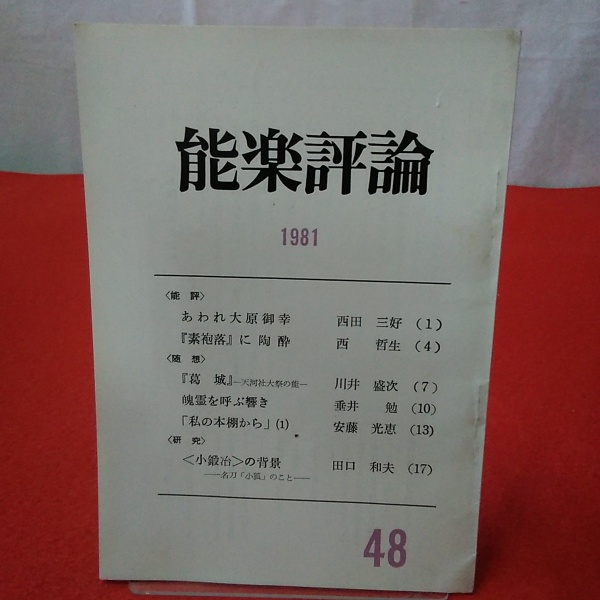 能楽評論
1981
〈能評〉
あわれ大原御幸 西田 三好 (1)
『素袍落』に陶酔 西 哲生 (4)
〈随想〉
『葛城』―天河社大祭の能― 川井 盛次 (7)
魄霊を呼ぶ響き 垂井 勉 (10)
「私の本棚から」(1) 安藤 光恵 (13)
〈研究〉
＜小鍛冶＞の背景 田口 和夫 (17)
――名刀「小狐」のこと――
48